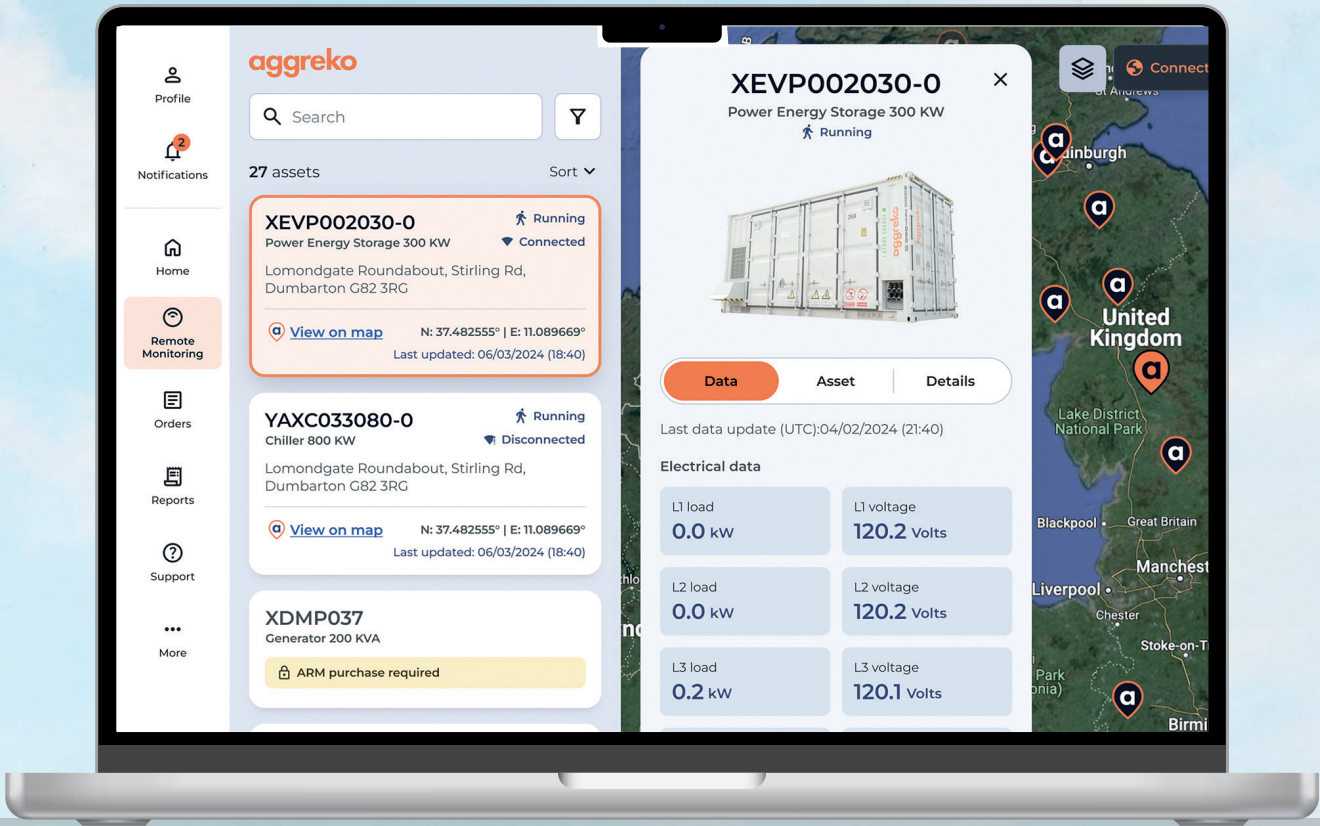 Profile
2
Notifications
Home
Remote
Monitoring
Orders
Reports
Support
More
aggreko
Search
27 assets
Sort
XEVP002030-0
Running
Power Energy Storage 300 KW
Connected
Lomondgate Roundabout, Stirling Rd,
Dumbarton G82 3RG
a View on map
N: 37.482555° | E: 11.089669°
Last updated: 06/03/2024 (18:40)
YAXC033080-0
Running
Chiller 800 KW
Disconnected
Lomondgate Roundabout, Stirling Rd,
Dumbarton G82 3RG
a View on map
N: 37.482555° | E: 11.089669°
Last updated: 06/03/2024 (18:40)
XDMP037
Generator 200 KVA
ARM purchase required
XEVP002030-0
Power Energy Storage 300 KW
Running
aggreko
Data
Asset
Details
Last data update (UTC):04/02/2024 (21:40)
Electrical data
L1 load
0.0 kW
L1 voltage
120.2 Volts
L2 load
0.0 kW
L2 voltage
120.2 Volts
L3 load
0.2 kW
L3 voltage
120.1 Volts
Connect
St Andrews
a
a
dinburgh
a
a
a
United
Kingdom
a
Lake District
National Park
a
Blackpool
Great Britain
Manchest
Liverpool
Chester
Stoke-on-T
Park
onia)
a
Birmi